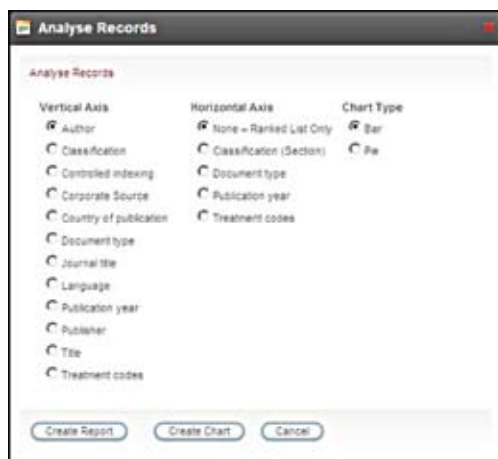 Analyse Records
Analyse Records
Vertical Axis
Author
Classification
Controlled indexing
Corporate Source
Country of publication
Document type
Journal title
Language
Publication year
Publisher
Title
Treatment codes
Horizontal Axis
None = Ranked List Only
Classification (Section)
Document type
Publication year
Treatment codes
Chart Type
Bar
Pie
Create Report
Create Chart
Cancel